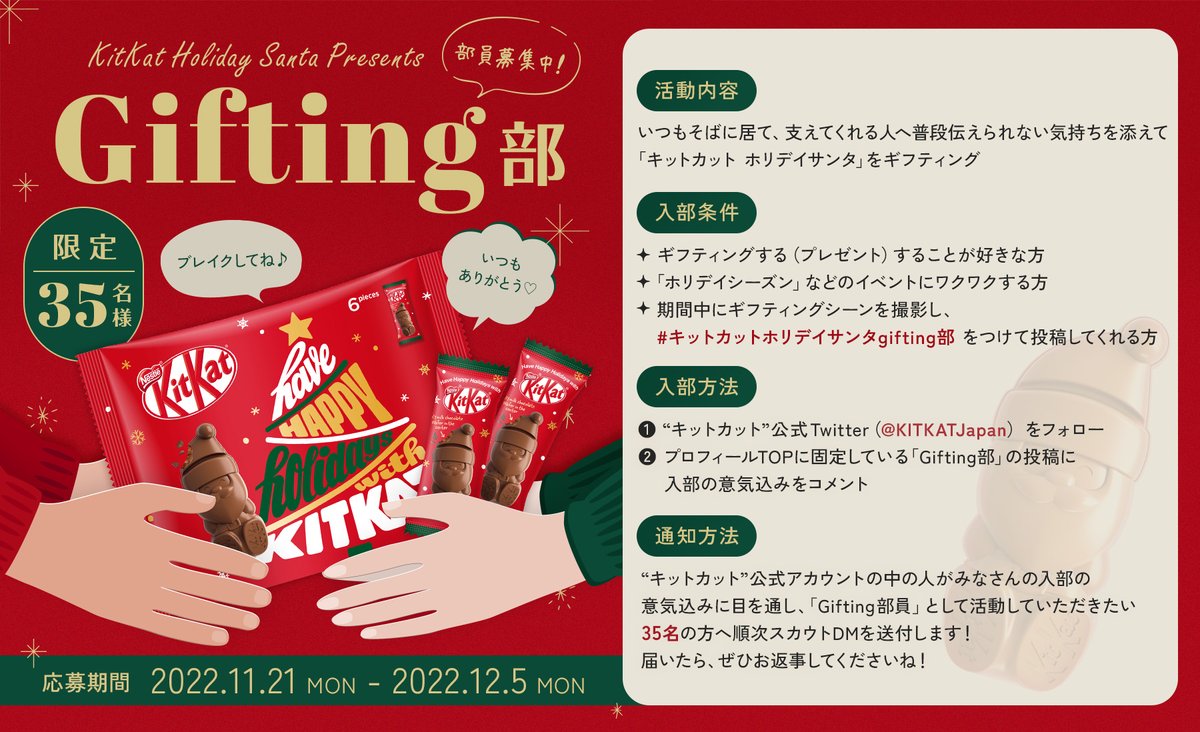 KitKat Holiday Santa Presents
部員募集中!
Gifting部
限定
35名様
ブレイクしてね♪
いつも
ありがとう♡
6 pieces
Nestle
KitKat
have
HAPPY
holidays
with
KITKA
Have Happy Holidays with
KitKat
Have Happy Holidays with
KitKat
応募期間 2022.11.21 MON - 2022.12.5 MON
活動内容
いつもそばに居て、支えてくれる人へ普段伝えられない気持ちを添えて
「キットカット ホリデイサンタ」をギフティング
入部条件
ギフティングする（プレゼント）することが好きな方
「ホリデイシーズン」などのイベントにワクワクする方
期間中にギフティングシーンを撮影し、
#キットカットホリデイサンタgifting部 をつけて投稿してくれる方
入部方法
❶ “キットカット”公式Twitter（@KITKATJapan）をフォロー
❷ プロフィールTOPに固定している「Gifting部」の投稿に
入部の意気込みをコメント
通知方法
“キットカット”公式アカウントの中の人がみなさんの入部の
意気込みに目を通し、「Gifting部員」として活動していただきたい
35名の方へ順次スカウトDMを送付します!
届いたら、ぜひお返事してくださいね!